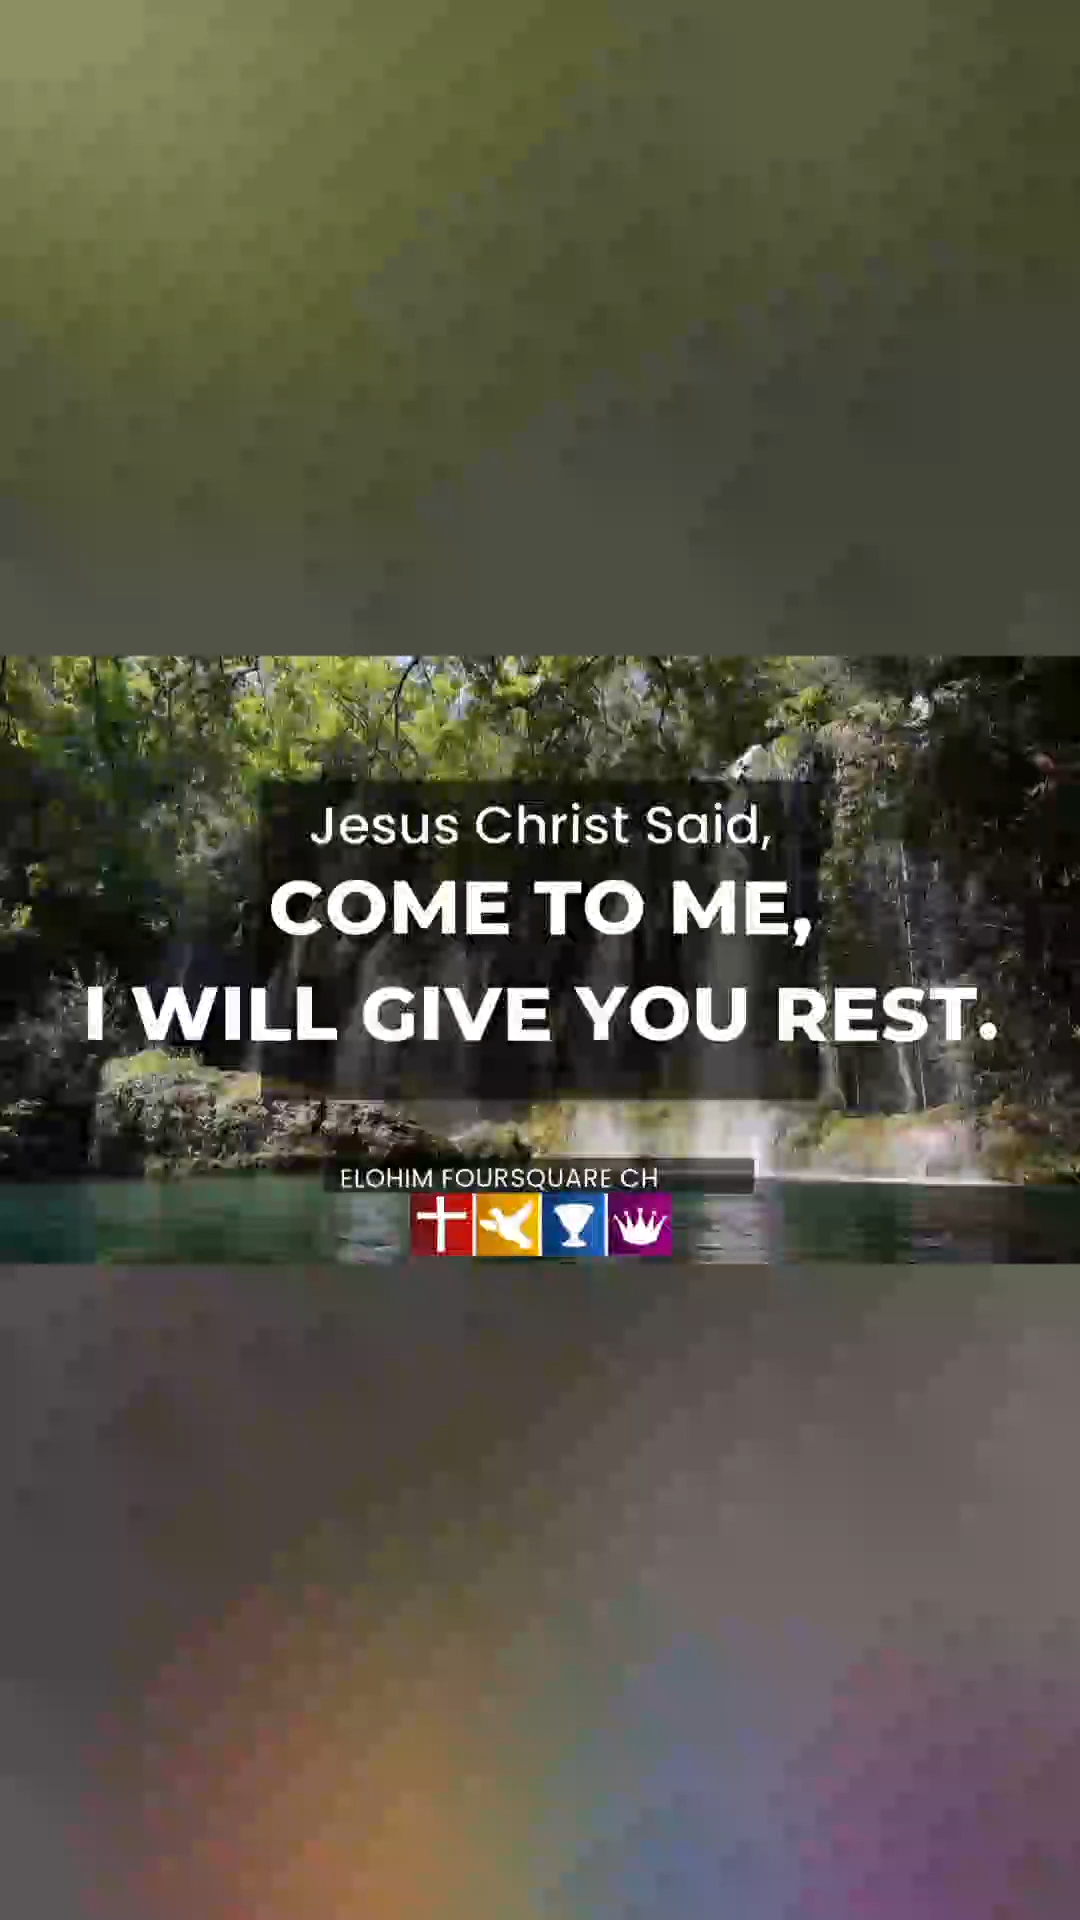 Jesus Christ Said,
COME TO ME,
I WILL GIVE YOU REST.
ELOHIM FOURSQUARE CH